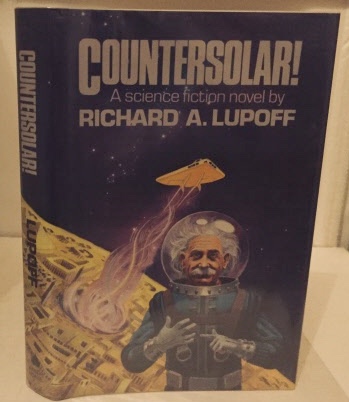 COUNTERSOLAR!
A science fiction novel by
RICHARD A. LUPOFF
COUNTERSOLAR!
LUPOFF